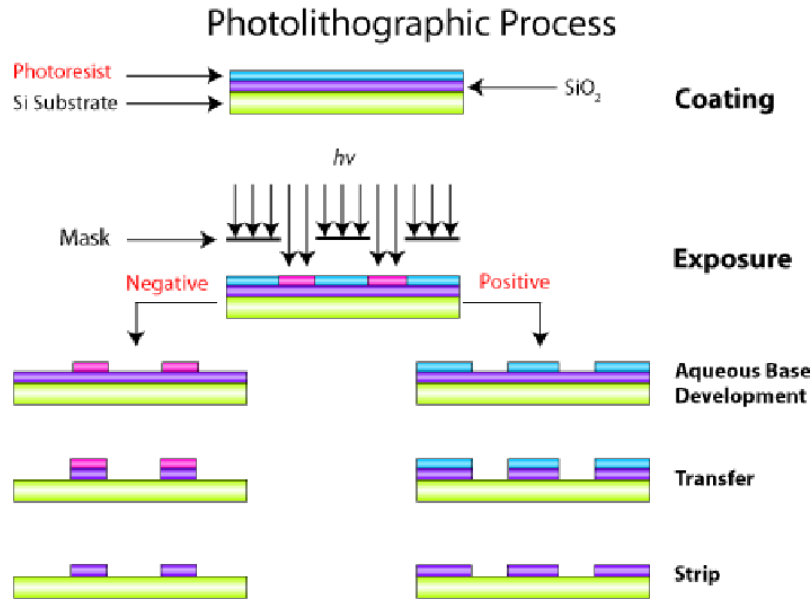 Photolithographic Process
Photoresist
Si Substrate
SiO₂
Coating
hν
Mask
Exposure
Negative
Positive
Aqueous Base
Development
Transfer
Strip